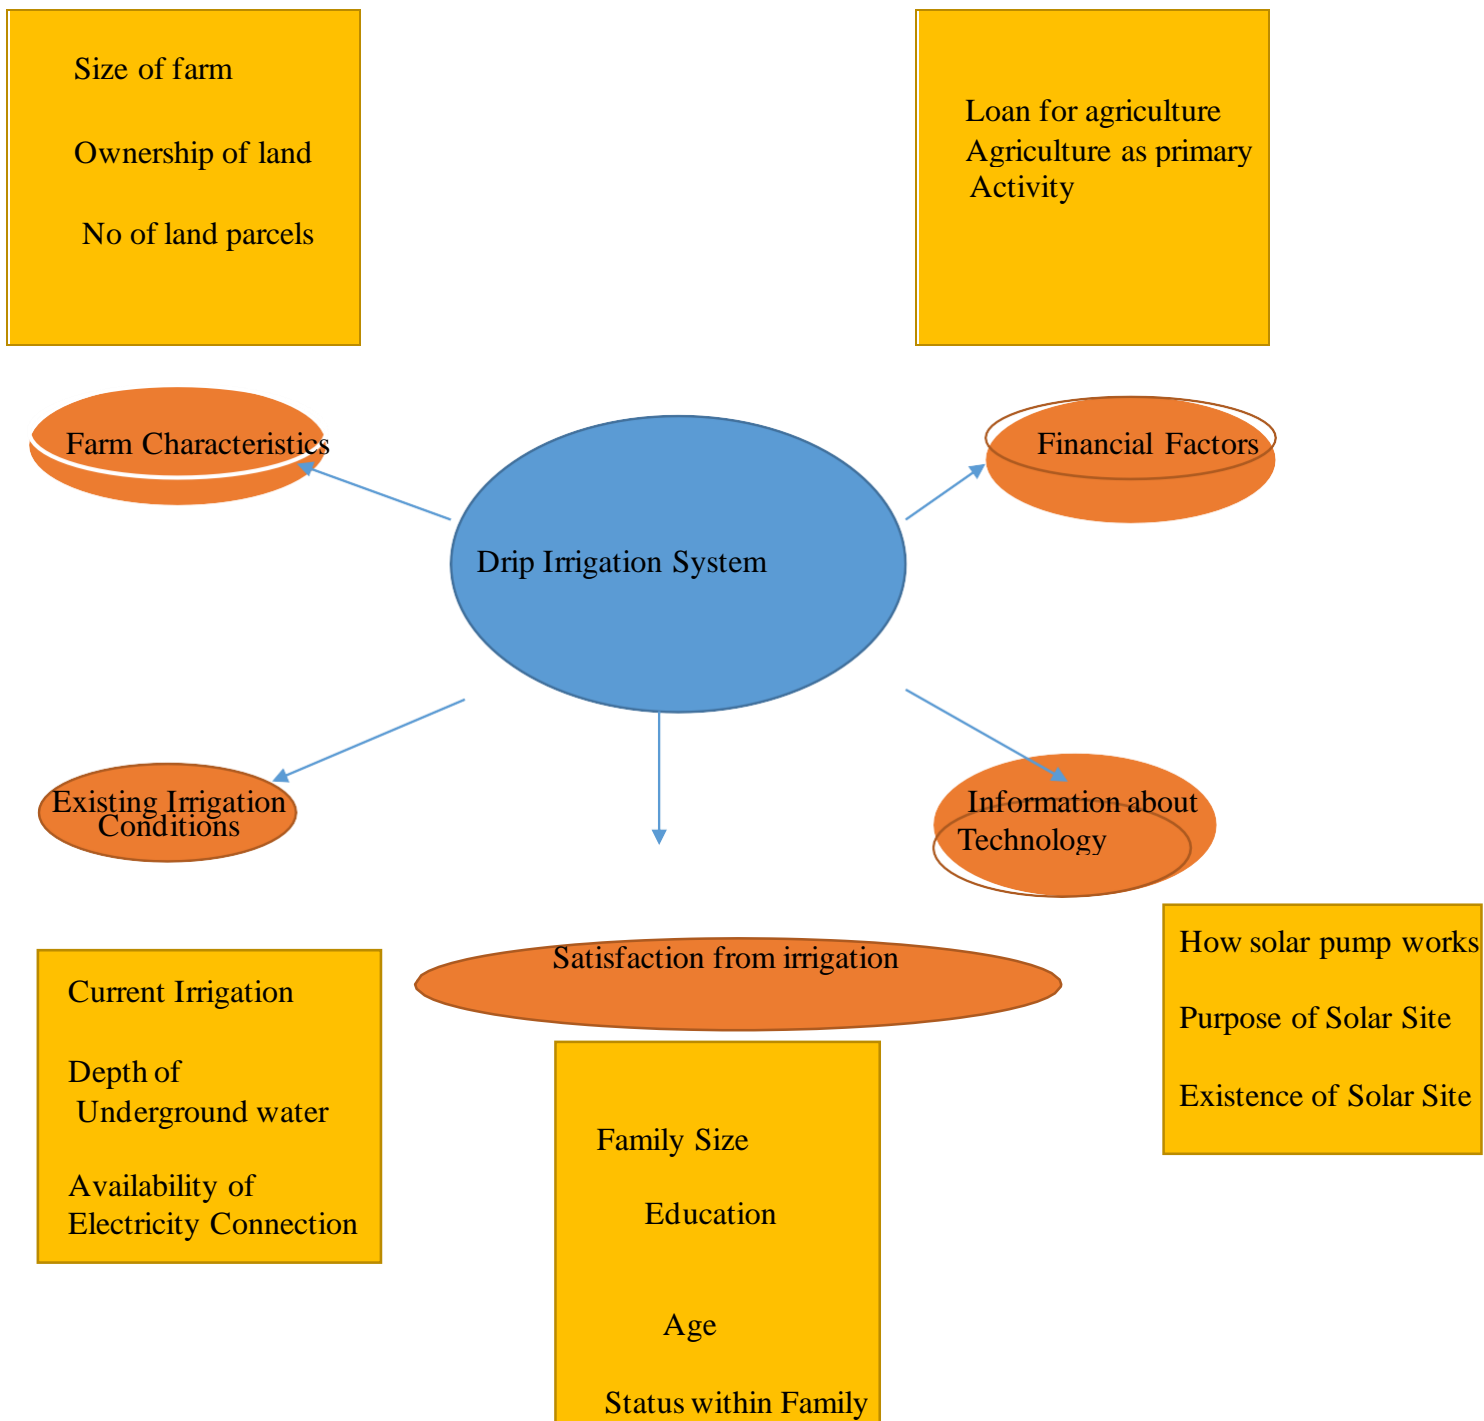 Size of farm
Ownership of land
No of land parcels
Loan for agriculture
Agriculture as primary
Activity
Farm Characteristics
Financial Factors
Drip Irrigation System
Existing Irrigation
Conditions
Information about
Technology
Satisfaction from irrigation
Current Irrigation
Depth of
Underground water
Availability of
Electricity Connection
Family Size
Education
Age
Status within Family
How solar pump works
Purpose of Solar Site
Existence of Solar Site